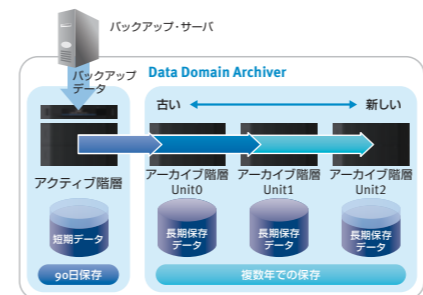 バックアップ・サーバ
バックアップ
データ
Data Domain Archiver
古い
新しい
アクティブ階層
アーカイブ階層
Unit0
アーカイブ階層
Unit1
アーカイブ階層
Unit2
短期データ
長期保存
データ
長期保存
データ
長期保存
データ
90日保存
複数年での保存